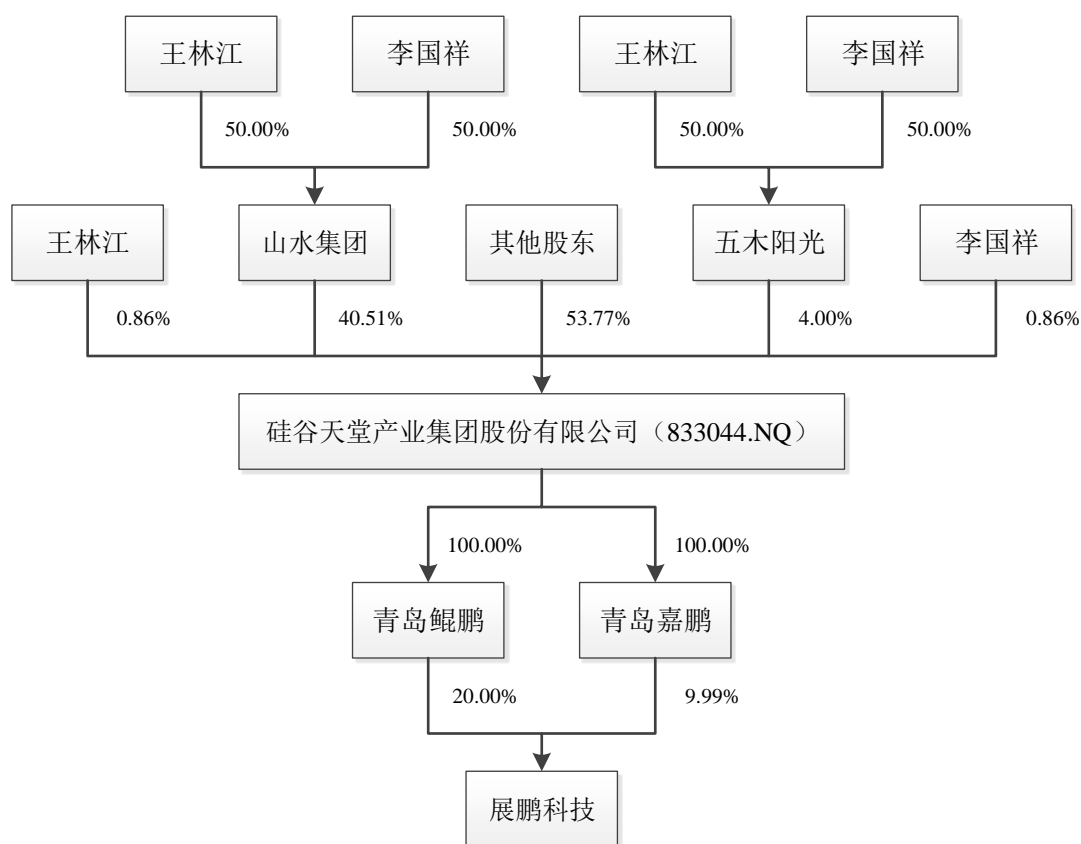 王林江
李国祥
王林江
李国祥
50.00%
50.00%
50.00%
50.00%
王林江
山水集团
其他股东
五木阳光
李国祥
0.86%
40.51%
53.77%
4.00%
0.86%
硅谷天堂产业集团股份有限公司（833044.NQ）
100.00%
100.00%
青岛鲲鹏
青岛嘉鹏
20.00%
9.99%
展鹏科技